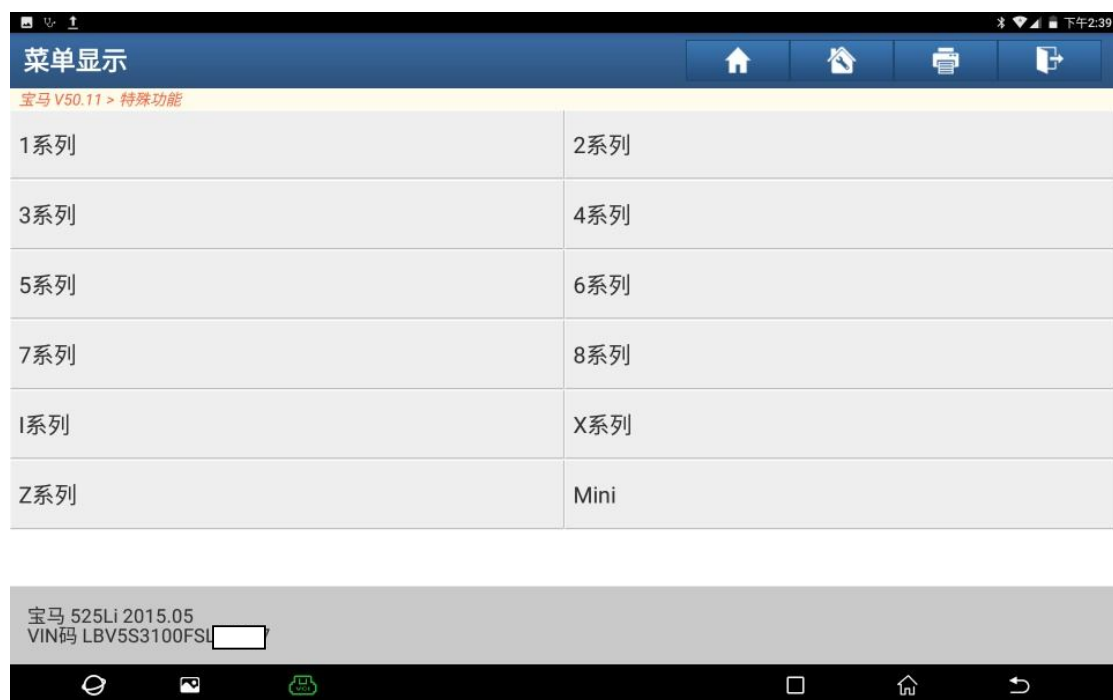 下午2:39
菜单显示
宝马 V50.11 > 特殊功能
1系列
2系列
3系列
4系列
5系列
6系列
7系列
8系列
I系列
X系列
Z系列
Mini
宝马 525Li 2015.05
VIN码 LBV5S3100FSL
VCI